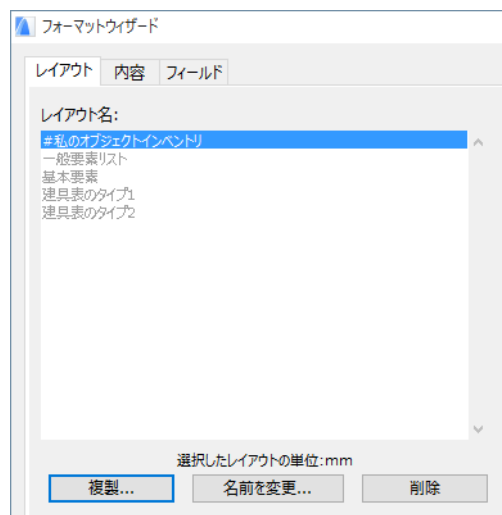 フォーマットウィザード
レイアウト 内容 フィールド
レイアウト名:
#私のオブジェクトインベントリ
一般要素リスト
基本要素
建具表のタイプ1
建具表のタイプ2
選択したレイアウトの単位:mm
複製... 名前を変更... 削除